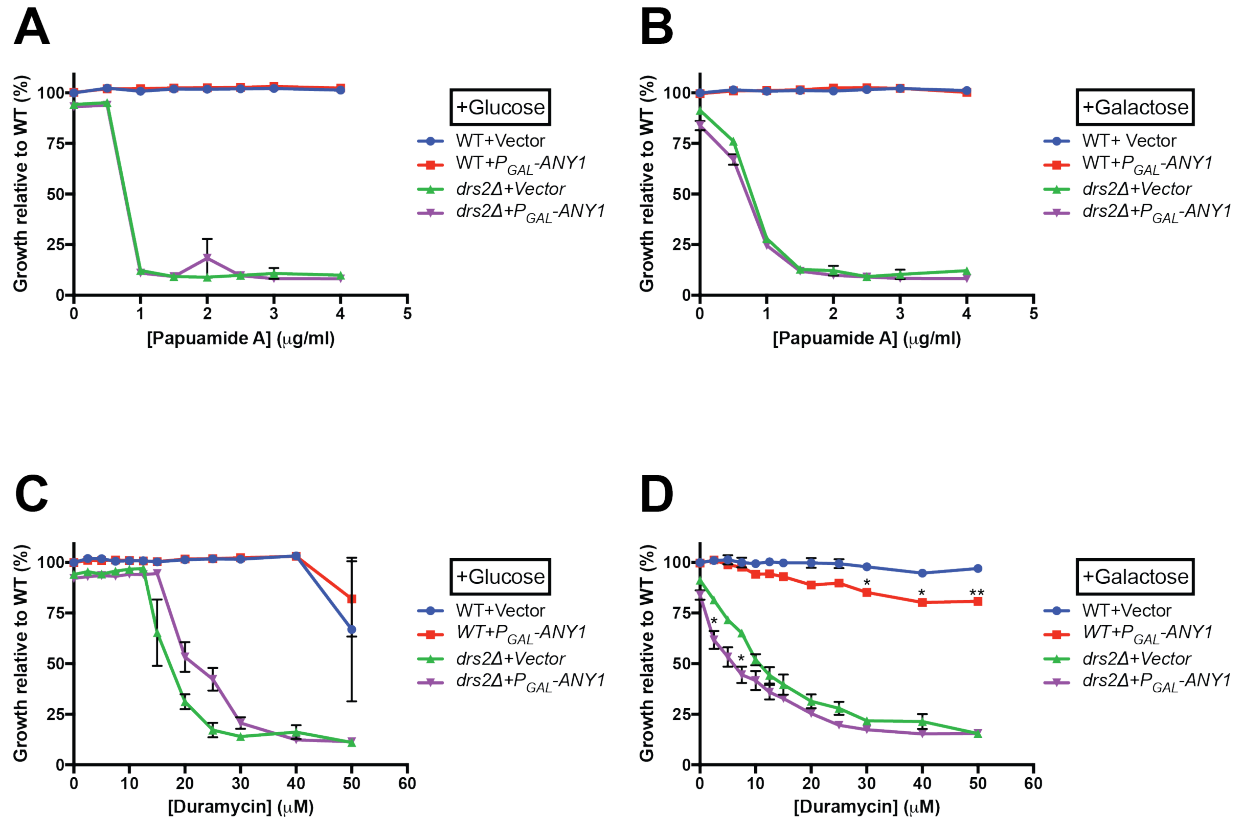 A
Growth relative to WT (%)
100
75
50
25
0
0 1 2 3 4 5
[Papuamide A] (μg/ml)
+Glucose
WT+Vector
WT+PGAL-ANY1
drs2Δ+Vector
drs2Δ+PGAL-ANY1
B
Growth relative to WT (%)
100
75
50
25
0
1 2 3 4 5
[Papuamide A] (μg/ml)
+Galactose
WT+ Vector
WT+PGAL-ANY1
drs2Δ+Vector
drs2Δ+PGAL-ANY1
C
Growth relative to WT (%)
100
75
50
25
0
0 10 20 30 40 50 60
[Duramycin] (μM)
+Glucose
WT+Vector
WT+PGAL-ANY1
drs2Δ+Vector
drs2Δ+PGAL-ANY1
D
Growth relative to WT (%)
100
75
50
25
0
0 10 20 30 40 50 60
* * * * **
[Duramycin] (μM)
+Galactose
WT+Vector
WT+PGAL-ANY1
drs2Δ+Vector
drs2Δ+PGAL-ANY1